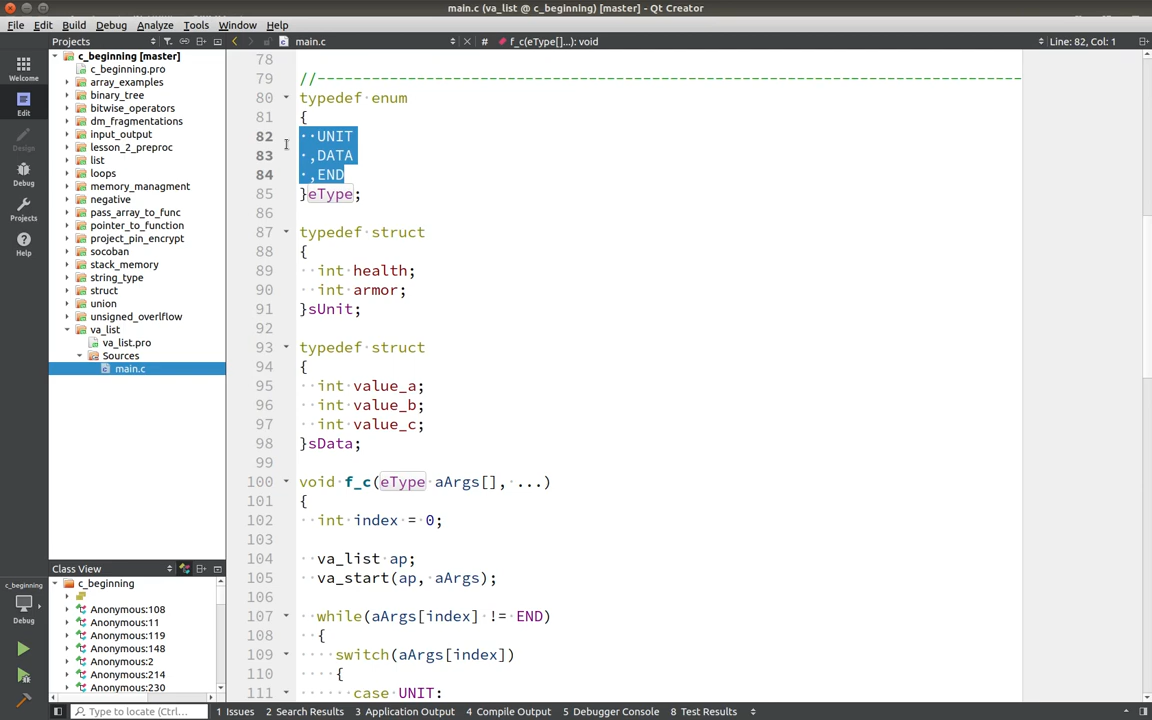 main.c (va_list @ c_beginning) [master] - Qt Creator
File Edit Build Debug Analyze Tools Window Help
Projects main.c # f_c(eType[]...): void Line: 82, Col: 1
Welcome
Edit
Design
Debug
Projects
Help
c_beginning [master]
c_beginning.pro
array_examples
binary_tree
bitwise_operators
dm_fragmentations
input_output
lesson_2_preproc
list
loops
memory_managment
negative
pass_array_to_func
pointer_to_function
project_pin_encrypt
socoban
stack_memory
string_type
struct
union
unsigned_overlflow
va_list
va_list.pro
Sources
main.c
Class View
c_beginning
Anonymous:108
Anonymous:11
Anonymous:119
Anonymous:148
Anonymous:2
Anonymous:214
Anonymous:230
c_beginning
Debug
78
79 //------------------------------------------------------------------------------
80 typedef enum
81 {
82 ··UNIT
83 ·,DATA
84 ·,END
85 }eType;
86
87 typedef struct
88 {
89 ··int health;
90 ··int armor;
91 }sUnit;
92
93 typedef struct
94 {
95 ··int value_a;
96 ··int value_b;
97 ··int value_c;
98 }sData;
99
100 void f_c(eType aArgs[], ...)
101 {
102 ··int index = 0;
103
104 ··va_list ap;
105 ··va_start(ap, aArgs);
106
107 ··while(aArgs[index] != END)
108 ··{
109 ····switch(aArgs[index])
110 ····{
111 ······case UNIT:
Type to locate (Ctrl... 1 Issues 2 Search Results 3 Application Output 4 Compile Output 5 Debugger Console 8 Test Results